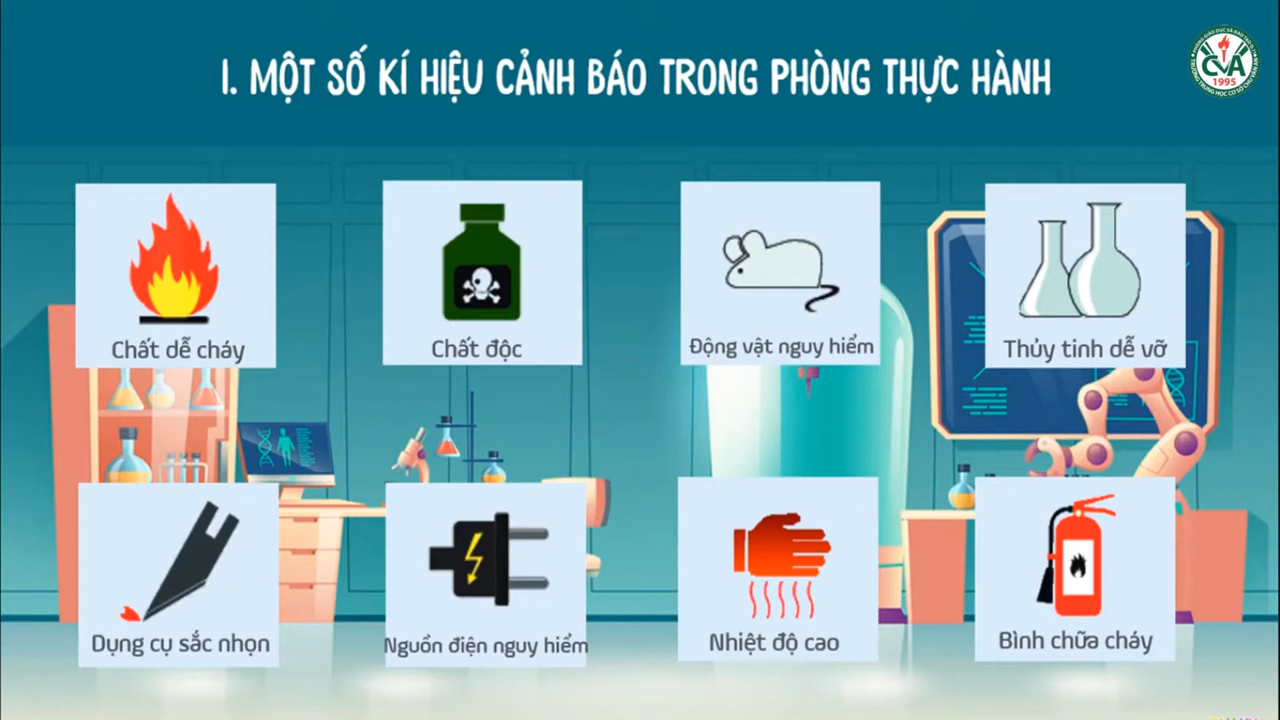 I. MỘT SỐ KÍ HIỆU CẢNH BÁO TRONG PHÒNG THỰC HÀNH
CVA
1995
Chất dễ cháy
Chất độc
Động vật nguy hiểm
Thủy tinh dễ vỡ
Dụng cụ sắc nhọn
Nguồn điện nguy hiểm
Nhiệt độ cao
Bình chữa cháy